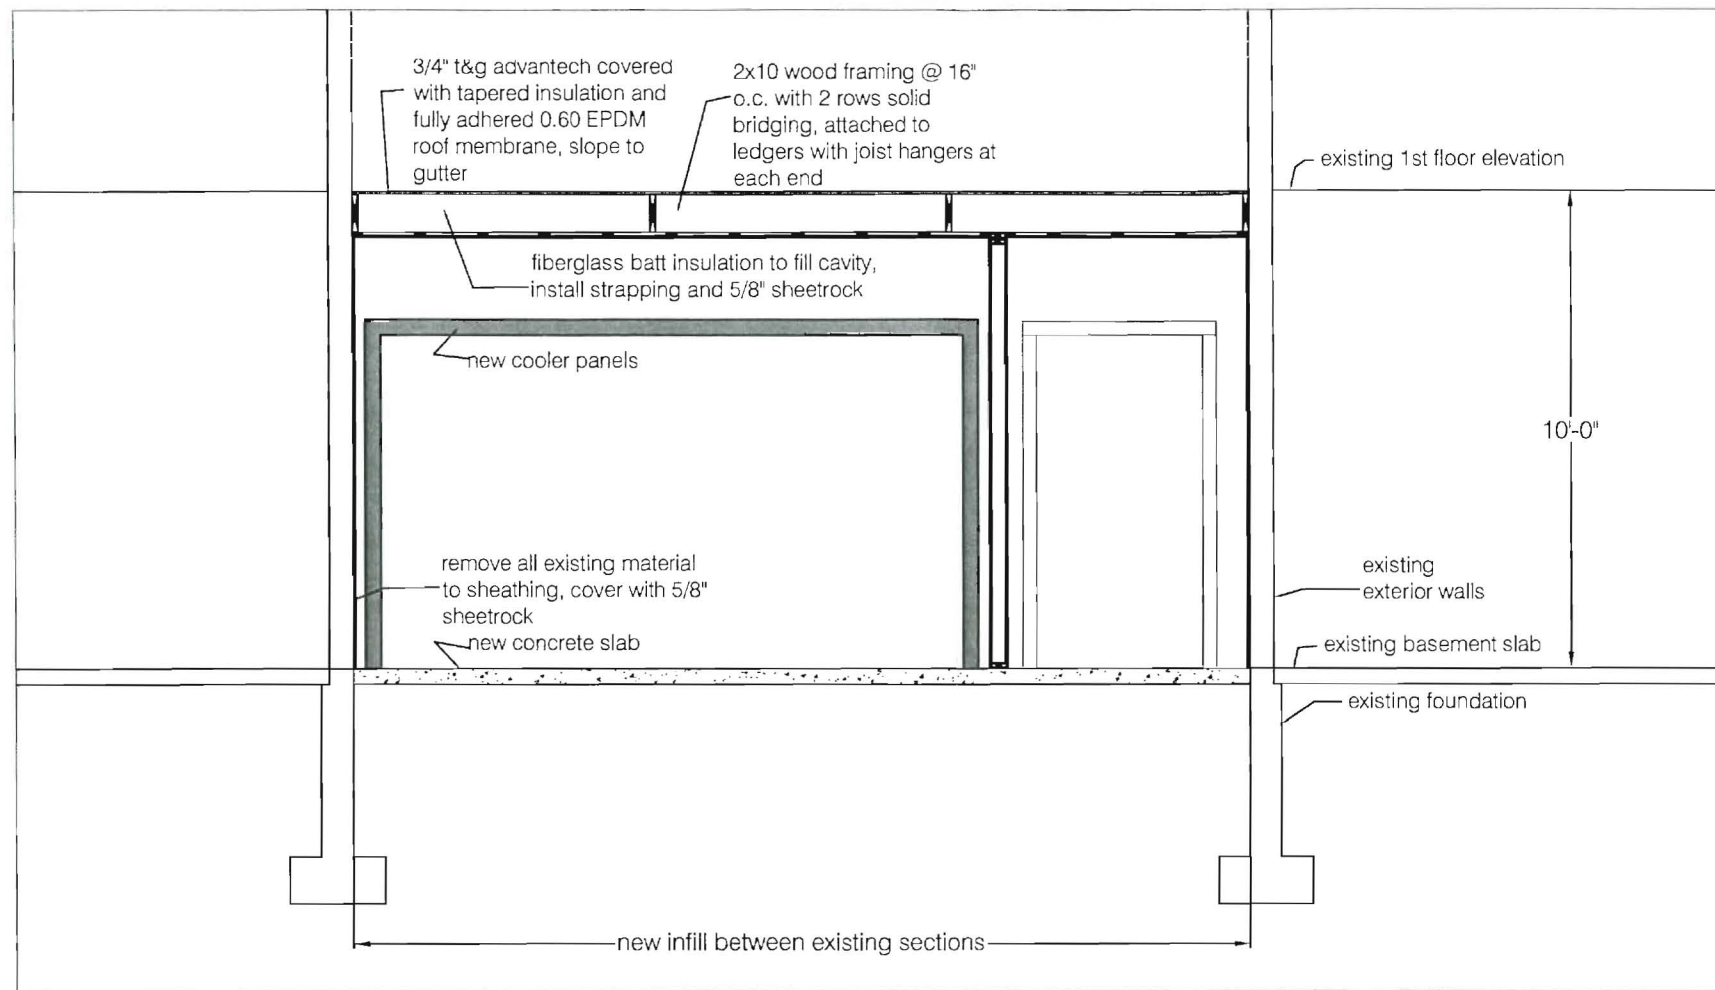 3/4" t&g advantech covered
with tapered insulation and
fully adhered 0.60 EPDM
roof membrane, slope to
gutter
2x10 wood framing @ 16"
o.c. with 2 rows solid
bridging, attached to
ledgers with joist hangers at
each end
existing 1st floor elevation
fiberglass batt insulation to fill cavity,
install strapping and 5/8" sheetrock
new cooler panels
10'-0"
remove all existing material
to sheathing, cover with 5/8"
sheetrock
new concrete slab
existing
exterior walls
existing basement slab
existing foundation
new infill between existing sections